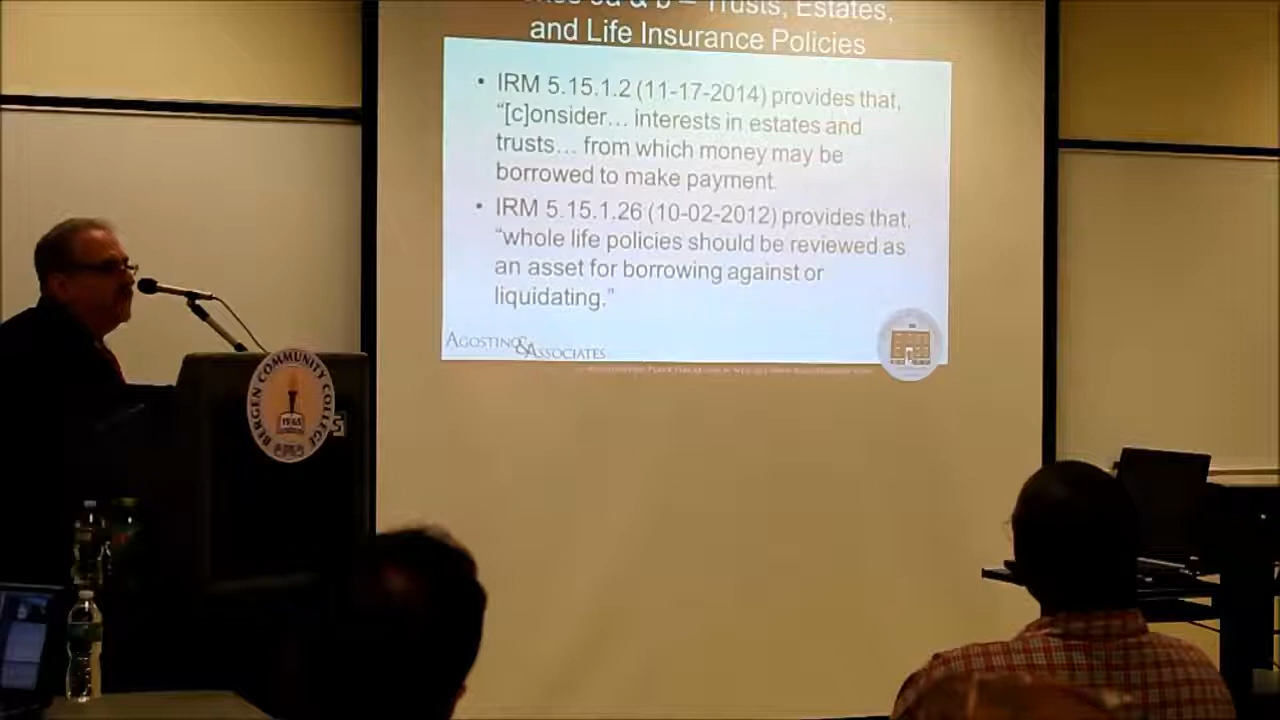 & b – Trusts, Estates,
and Life Insurance Policies
• IRM 5.15.1.2 (11-17-2014) provides that,
“[c]onsider… interests in estates and
trusts… from which money may be
borrowed to make payment.
• IRM 5.15.1.26 (10-02-2012) provides that,
“whole life policies should be reviewed as
an asset for borrowing against or
liquidating.”
AGOSTINO & ASSOCIATES
BERGEN COMMUNITY COLLEGE
1965